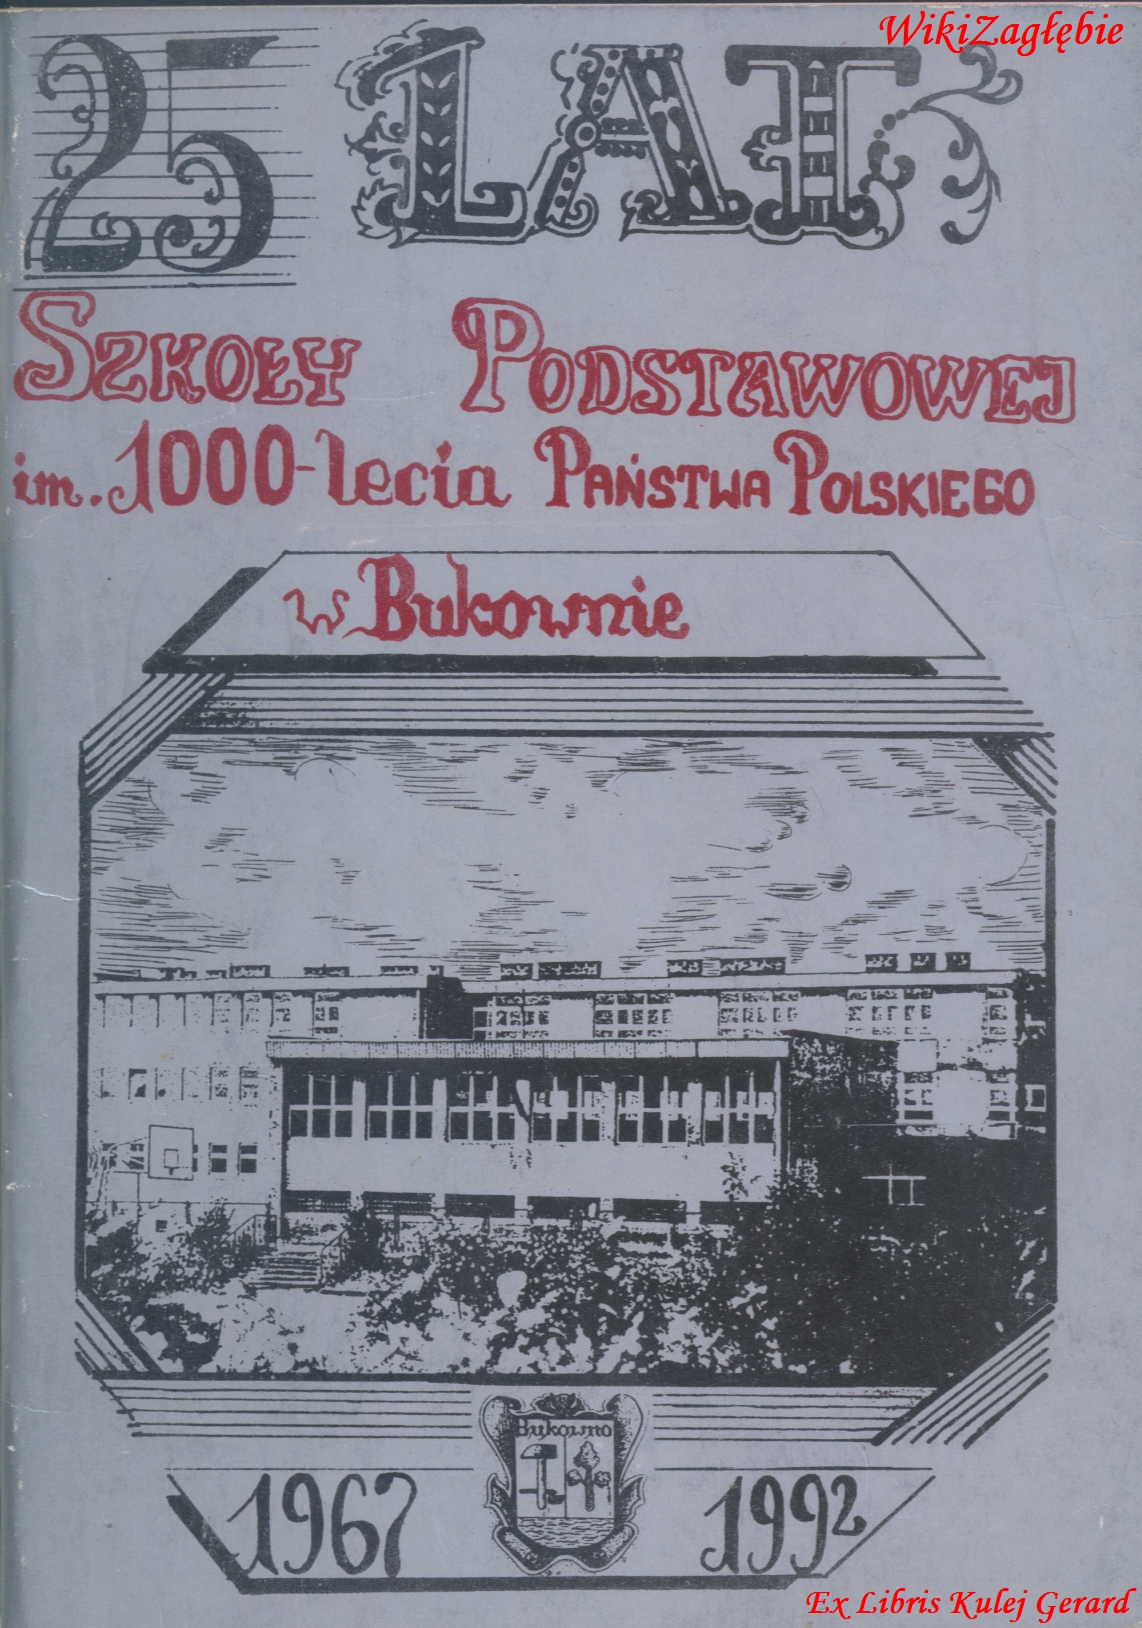 WikiZagłębie
25 LAT
SZKOŁY PODSTAWOWEJ
im. 1000-lecia PAŃSTWA POLSKIEGO
w Bukownie
Bukowno
1967 1992
Ex Libris Kulej Gerard